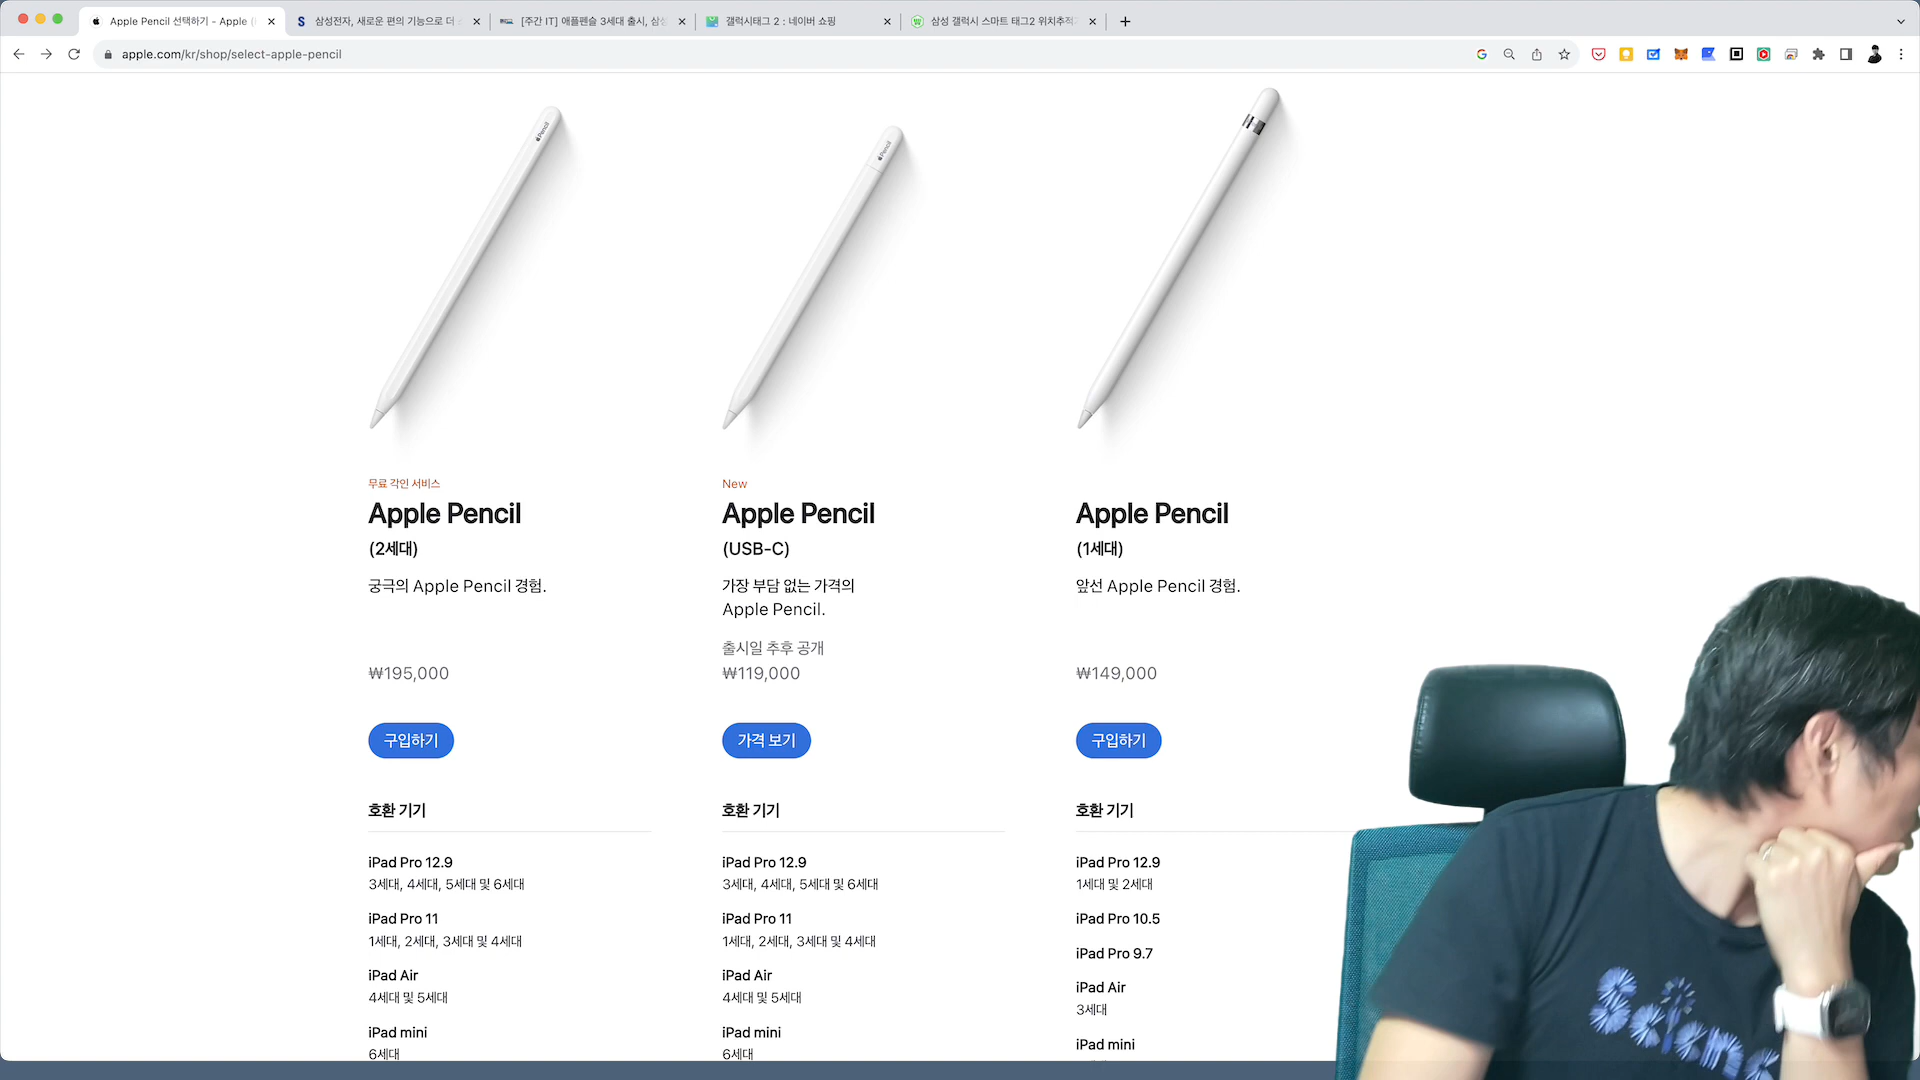 Apple Pencil 선택하기 - Apple (
삼성전자, 새로운 편의 기능으로 더
[주간 IT] 애플펜슬 3세대 출시, 삼성
갤럭시태그 2 : 네이버 쇼핑
삼성 갤럭시 스마트 태그2 위치추적
apple.com/kr/shop/select-apple-pencil
Pencil
Pencil
무료 각인 서비스
Apple Pencil
(2세대)
궁극의 Apple Pencil 경험.
₩195,000
구입하기
호환 기기
iPad Pro 12.9
3세대, 4세대, 5세대 및 6세대
iPad Pro 11
1세대, 2세대, 3세대 및 4세대
iPad Air
4세대 및 5세대
iPad mini
6세대
New
Apple Pencil
(USB-C)
가장 부담 없는 가격의
Apple Pencil.
출시일 추후 공개
₩119,000
가격 보기
호환 기기
iPad Pro 12.9
3세대, 4세대, 5세대 및 6세대
iPad Pro 11
1세대, 2세대, 3세대 및 4세대
iPad Air
4세대 및 5세대
iPad mini
6세대
Apple Pencil
(1세대)
앞선 Apple Pencil 경험.
₩149,000
구입하기
호환 기기
iPad Pro 12.9
1세대 및 2세대
iPad Pro 10.5
iPad Pro 9.7
iPad Air
3세대
iPad mini